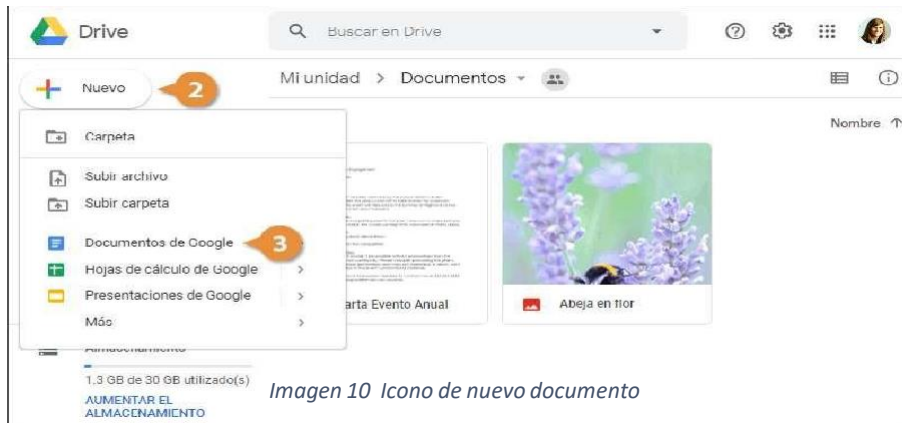 Drive
Buscar en Drive
Nuevo
2
Mi unidad > Documentos
Nombre ↑
Carpeta
Subir archivo
Subir carpeta
Documentos de Google
3
Hojas de cálculo de Google >
Presentaciones de Google >
Más >
arta Evento Anual
Abeja en flor
Almacenamiento
1.3 GB de 30 GB utilizado(s)
AUMENTAR EL
ALMACENAMIENTO
Imagen 10 Icono de nuevo documento